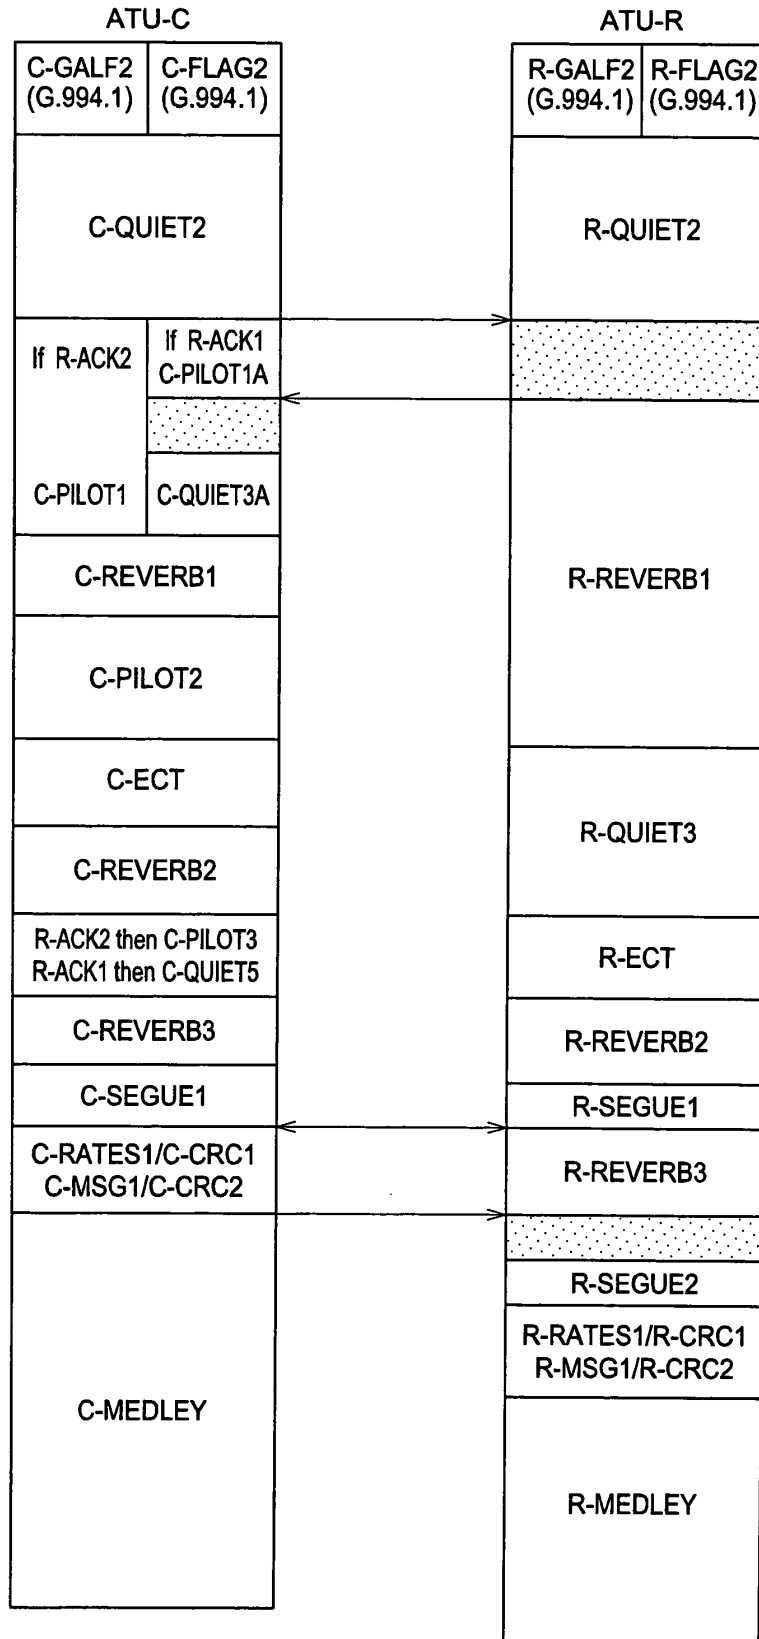 ATU-C
C-GALF2
(G.994.1)
C-FLAG2
(G.994.1)
C-QUIET2
If R-ACK2
If R-ACK1
C-PILOT1A
C-PILOT1
C-QUIET3A
C-REVERB1
C-PILOT2
C-ECT
C-REVERB2
R-ACK2 then C-PILOT3
R-ACK1 then C-QUIET5
C-REVERB3
C-SEGUE1
C-RATES1/C-CRC1
C-MSG1/C-CRC2
C-MEDLEY
ATU-R
R-GALF2
(G.994.1)
R-FLAG2
(G.994.1)
R-QUIET2
R-REVERB1
R-QUIET3
R-ECT
R-REVERB2
R-SEGUE1
R-REVERB3
R-SEGUE2
R-RATES1/R-CRC1
R-MSG1/R-CRC2
R-MEDLEY